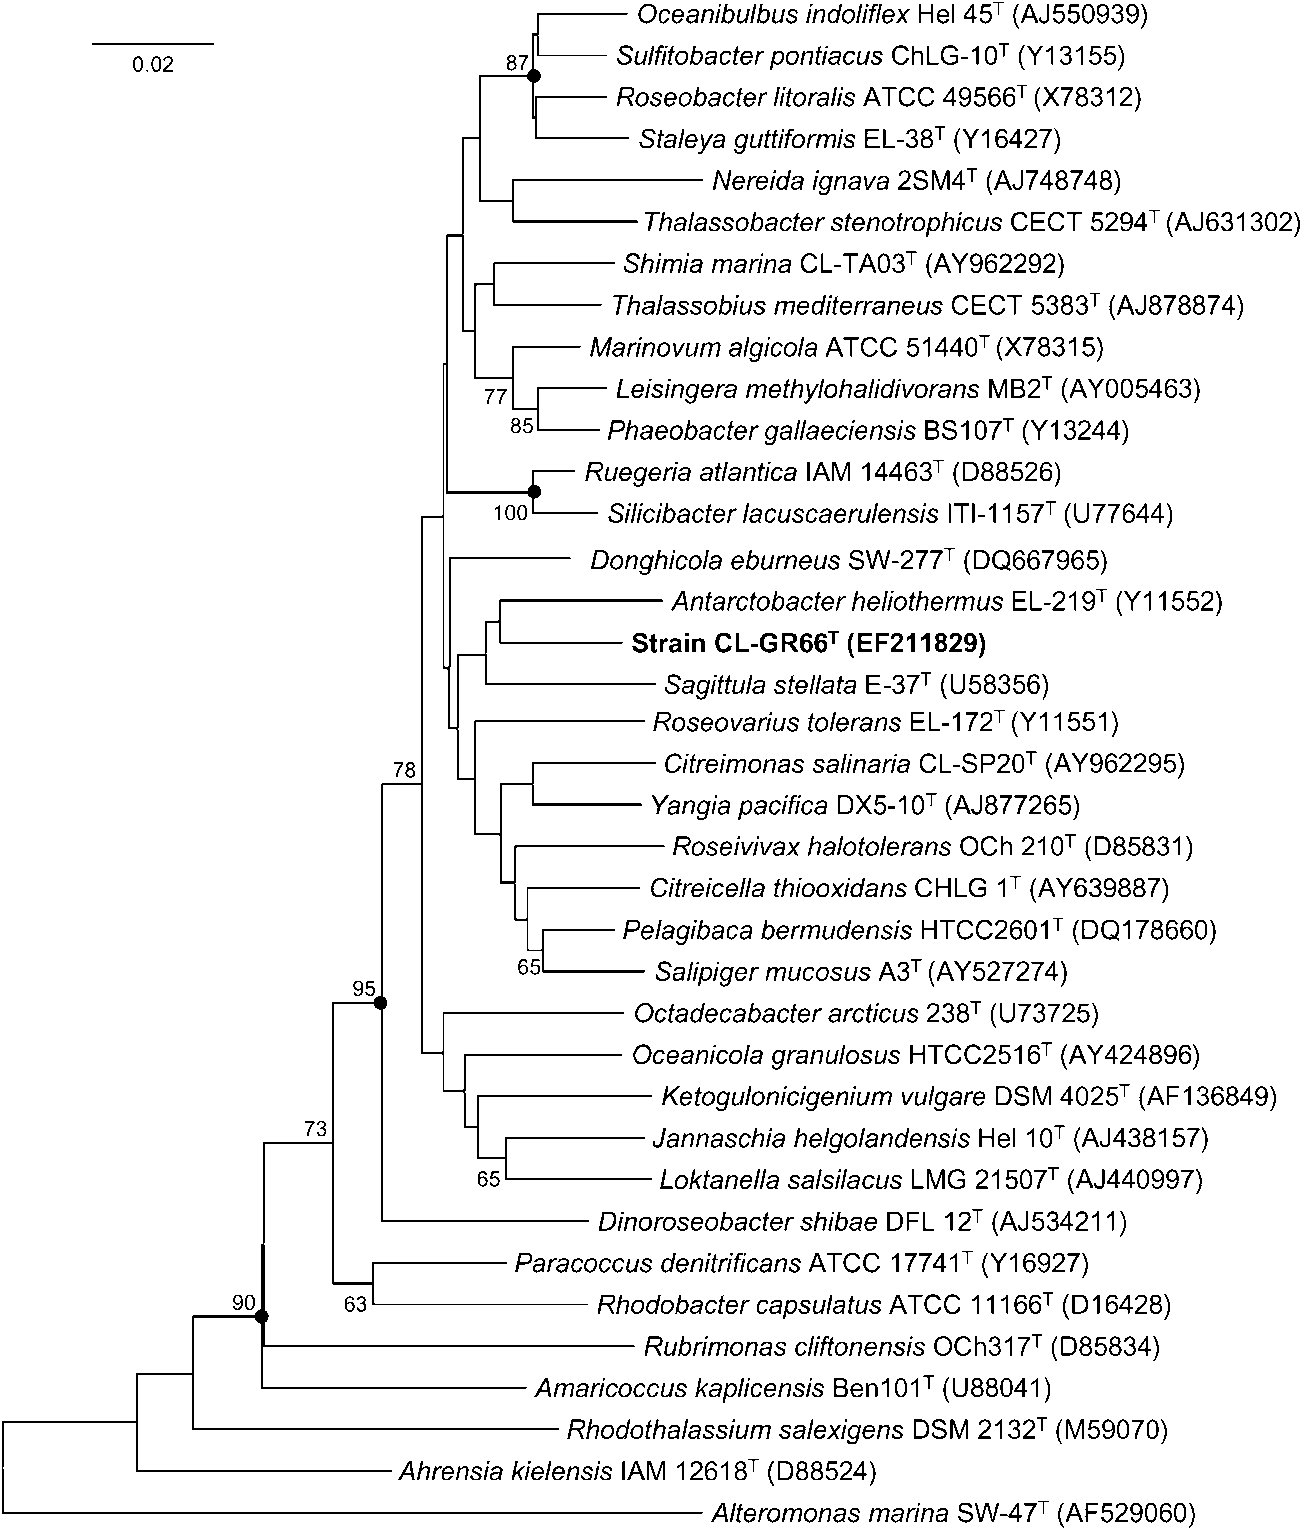 Oceanibulbus indoliflex Hel 45ᵀ (AJ550939)
0.02
Sulfitobacter pontiacus ChLG-10ᵀ (Y13155)
87
Roseobacter litoralis ATCC 49566ᵀ (X78312)
Staleya guttiformis EL-38ᵀ (Y16427)
Nereida ignava 2SM4ᵀ (AJ748748)
Thalassobacter stenotrophicus CECT 5294ᵀ (AJ631302)
Shimia marina CL-TA03ᵀ (AY962292)
Thalassobius mediterraneus CECT 5383ᵀ (AJ878874)
Marinovum algicola ATCC 51440ᵀ (X78315)
77
Leisingera methylohalidivorans MB2ᵀ (AY005463)
85
Phaeobacter gallaeciensis BS107ᵀ (Y13244)
Ruegeria atlantica IAM 14463ᵀ (D88526)
100
Silicibacter lacuscaerulensis ITI-1157ᵀ (U77644)
Donghicola eburneus SW-277ᵀ (DQ667965)
Antarctobacter heliothermus EL-219ᵀ (Y11552)
Strain CL-GR66ᵀ (EF211829)
Sagittula stellata E-37ᵀ (U58356)
Roseovarius tolerans EL-172ᵀ (Y11551)
78
Citreimonas salinaria CL-SP20ᵀ (AY962295)
Yangia pacifica DX5-10ᵀ (AJ877265)
Roseivivax halotolerans OCh 210ᵀ (D85831)
Citreicella thiooxidans CHLG 1ᵀ (AY639887)
Pelagibaca bermudensis HTCC2601ᵀ (DQ178660)
65
Salipiger mucosus A3ᵀ (AY527274)
95
Octadecabacter arcticus 238ᵀ (U73725)
Oceanicola granulosus HTCC2516ᵀ (AY424896)
Ketogulonicigenium vulgare DSM 4025ᵀ (AF136849)
73
Jannaschia helgolandensis Hel 10ᵀ (AJ438157)
65
Loktanella salsilacus LMG 21507ᵀ (AJ440997)
Dinoroseobacter shibae DFL 12ᵀ (AJ534211)
Paracoccus denitrificans ATCC 17741ᵀ (Y16927)
90
63
Rhodobacter capsulatus ATCC 11166ᵀ (D16428)
Rubrimonas cliftonensis OCh317ᵀ (D85834)
Amaricoccus kaplicensis Ben101ᵀ (U88041)
Rhodothalassium salexigens DSM 2132ᵀ (M59070)
Ahrensia kielensis IAM 12618ᵀ (D88524)
Alteromonas marina SW-47ᵀ (AF529060)